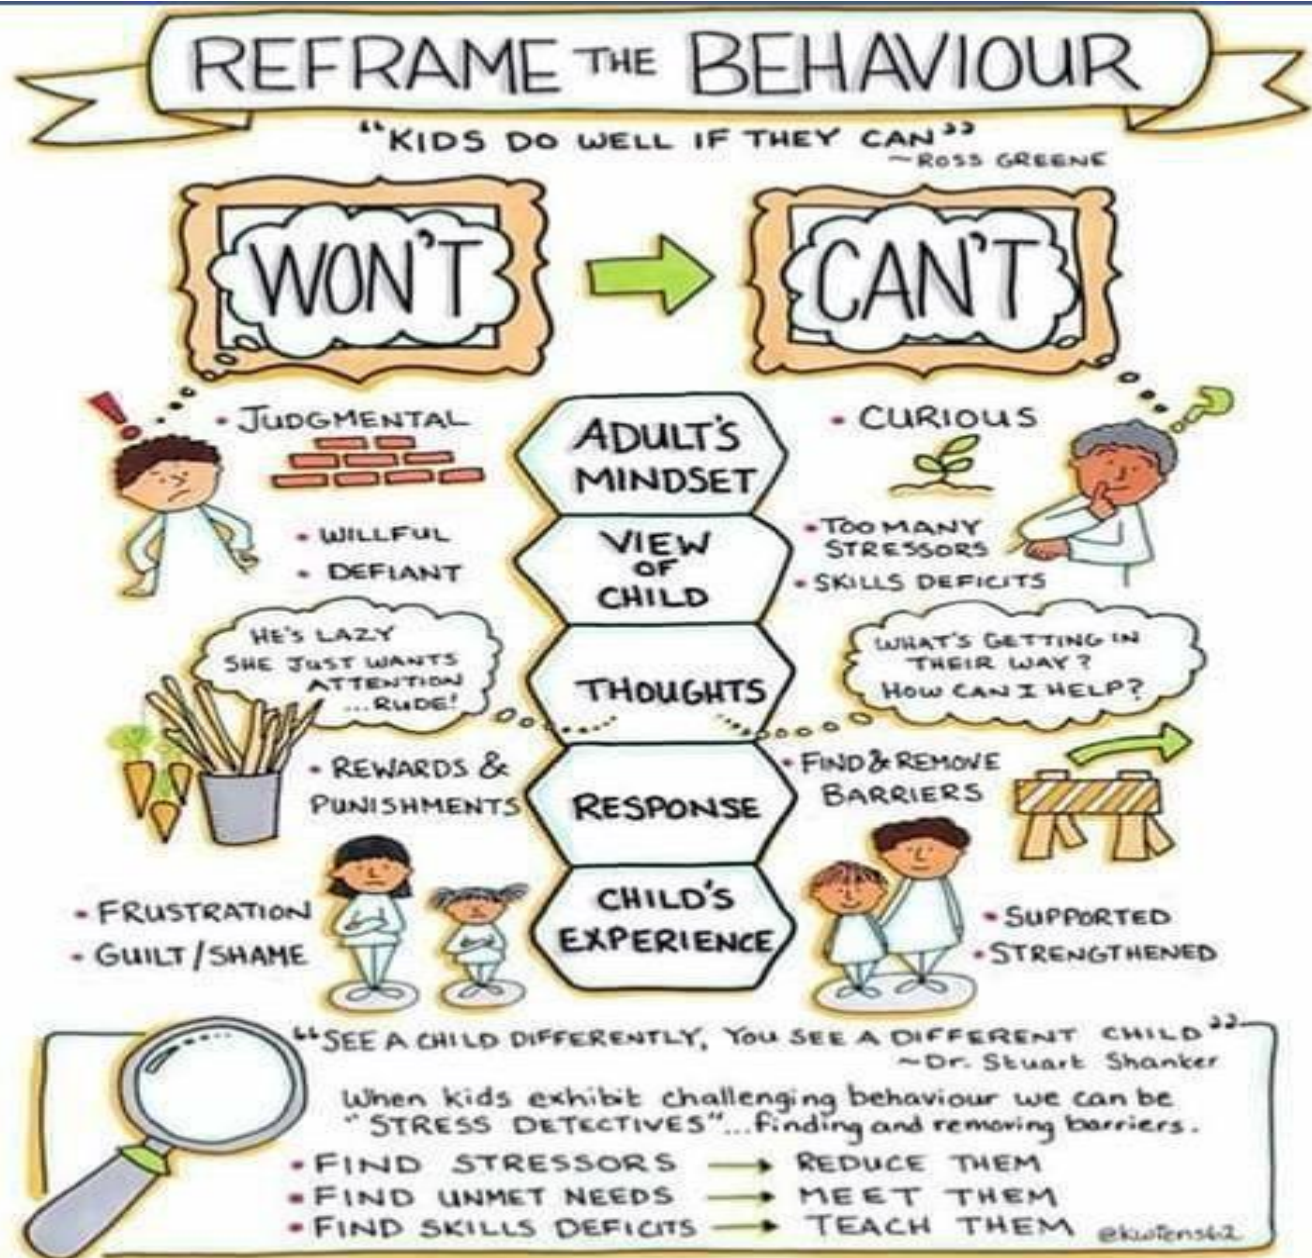 REFRAME THE BEHAVIOUR
"KIDS DO WELL IF THEY CAN"
~ROSS GREENE
WON'T
CAN'T
• JUDGMENTAL
ADULT'S
MINDSET
• CURIOUS
• WILLFUL
• DEFIANT
VIEW
OF
CHILD
• TOO MANY
STRESSORS
• SKILLS DEFICITS
HE'S LAZY
SHE JUST WANTS
ATTENTION
...RUDE!
THOUGHTS
WHAT'S GETTING IN
THEIR WAY?
HOW CAN I HELP?
• REWARDS &
PUNISHMENTS
RESPONSE
• FIND & REMOVE
BARRIERS
• FRUSTRATION
• GUILT/SHAME
CHILD'S
EXPERIENCE
• SUPPORTED
• STRENGTHENED
"SEE A CHILD DIFFERENTLY, YOU SEE A DIFFERENT CHILD"
~Dr. Stuart Shanker
When kids exhibit challenging behaviour we can be
"STRESS DETECTIVES"...finding and removing barriers.
• FIND STRESSORS → REDUCE THEM
• FIND UNMET NEEDS → MEET THEM
• FIND SKILLS DEFICITS → TEACH THEM
@kwiens62